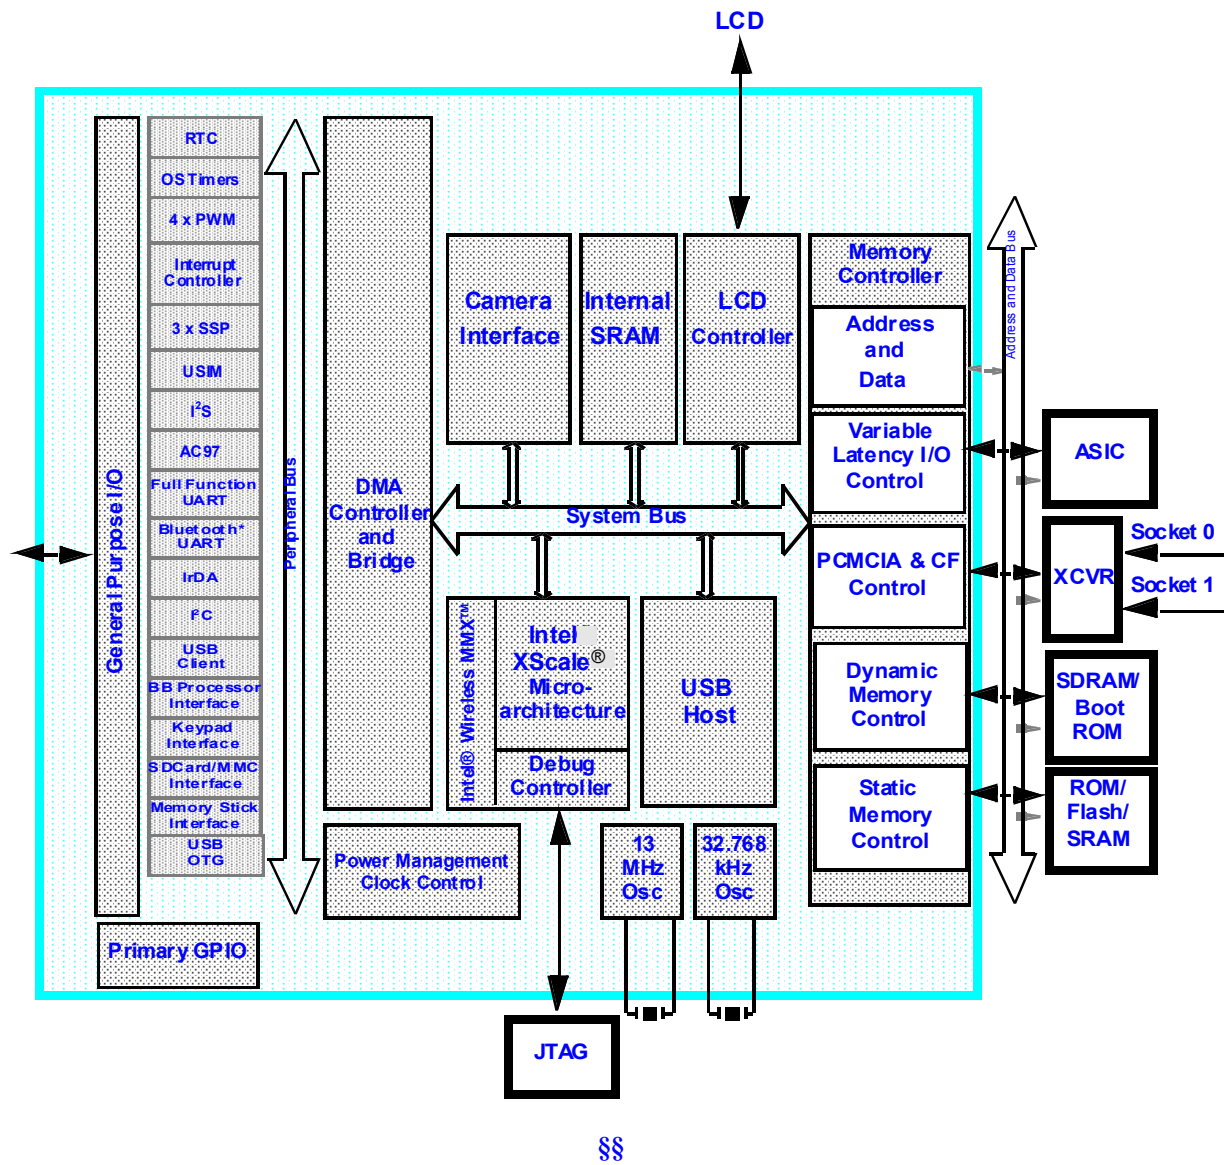 LCD
General Purpose I/O
RTC
OS Timers
4 x PWM
Interrupt
Controller
3 x SSP
USIM
I²S
AC97
Full Function
UART
Bluetooth*
UART
IrDA
I²C
USB
Client
BB Processor
Interface
Keypad
Interface
SDCard/MMC
Interface
Memory Stick
Interface
USB
OTG
Primary GPIO
Peripheral Bus
DMA
Controller
and
Bridge
Power Management
Clock Control
Camera
Interface
Internal
SRAM
LCD
Controller
System Bus
Intel® Wireless MMX™
Intel
XScale®
Micro-
architecture
Debug
Controller
USB
Host
13
MHz
Osc
32.768
kHz
Osc
JTAG
Memory
Controller
Address
and
Data
Variable
Latency I/O
Control
PCMCIA & CF
Control
Dynamic
Memory
Control
Static
Memory
Control
Address and Data Bus
ASIC
XCVR
Socket 0
Socket 1
SDRAM/
Boot
ROM
ROM/
Flash/
SRAM
§§